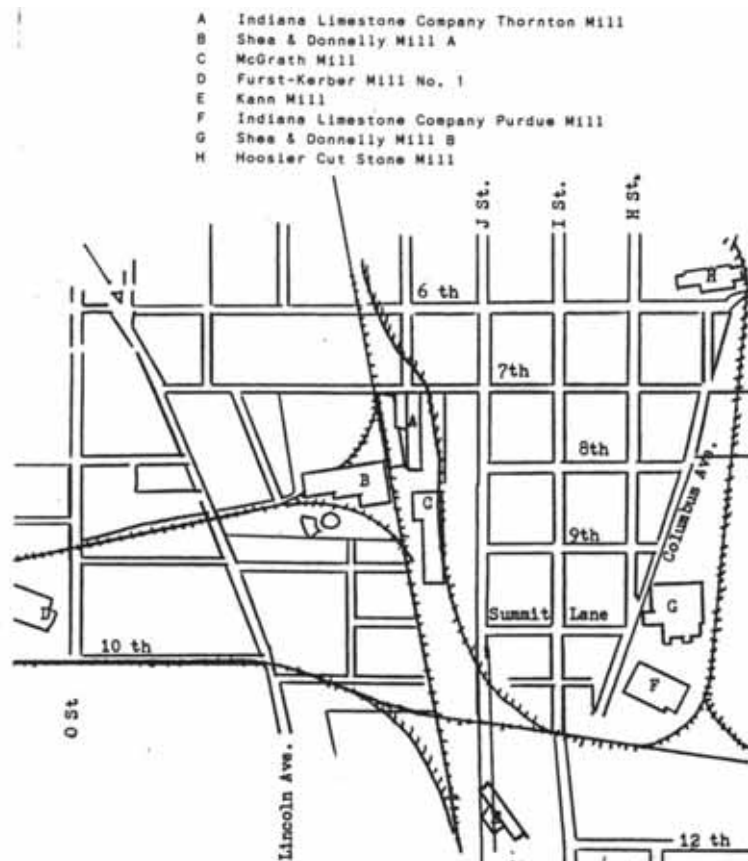 A Indiana Limestone Company Thornton Mill
B Shea & Donnelly Mill A
C McGrath Mill
D Furst-Kerber Mill No. 1
E Kann Mill
F Indiana Limestone Company Purdue Mill
G Shea & Donnelly Mill B
H Hoosier Cut Stone Mill
J St.
I St.
H St.
H
6 th
7th
A
8th
B
C
9th
Columbus Ave.
D
Summit Lane
G
10 th
F
O St
Lincoln Ave.
E
12 th